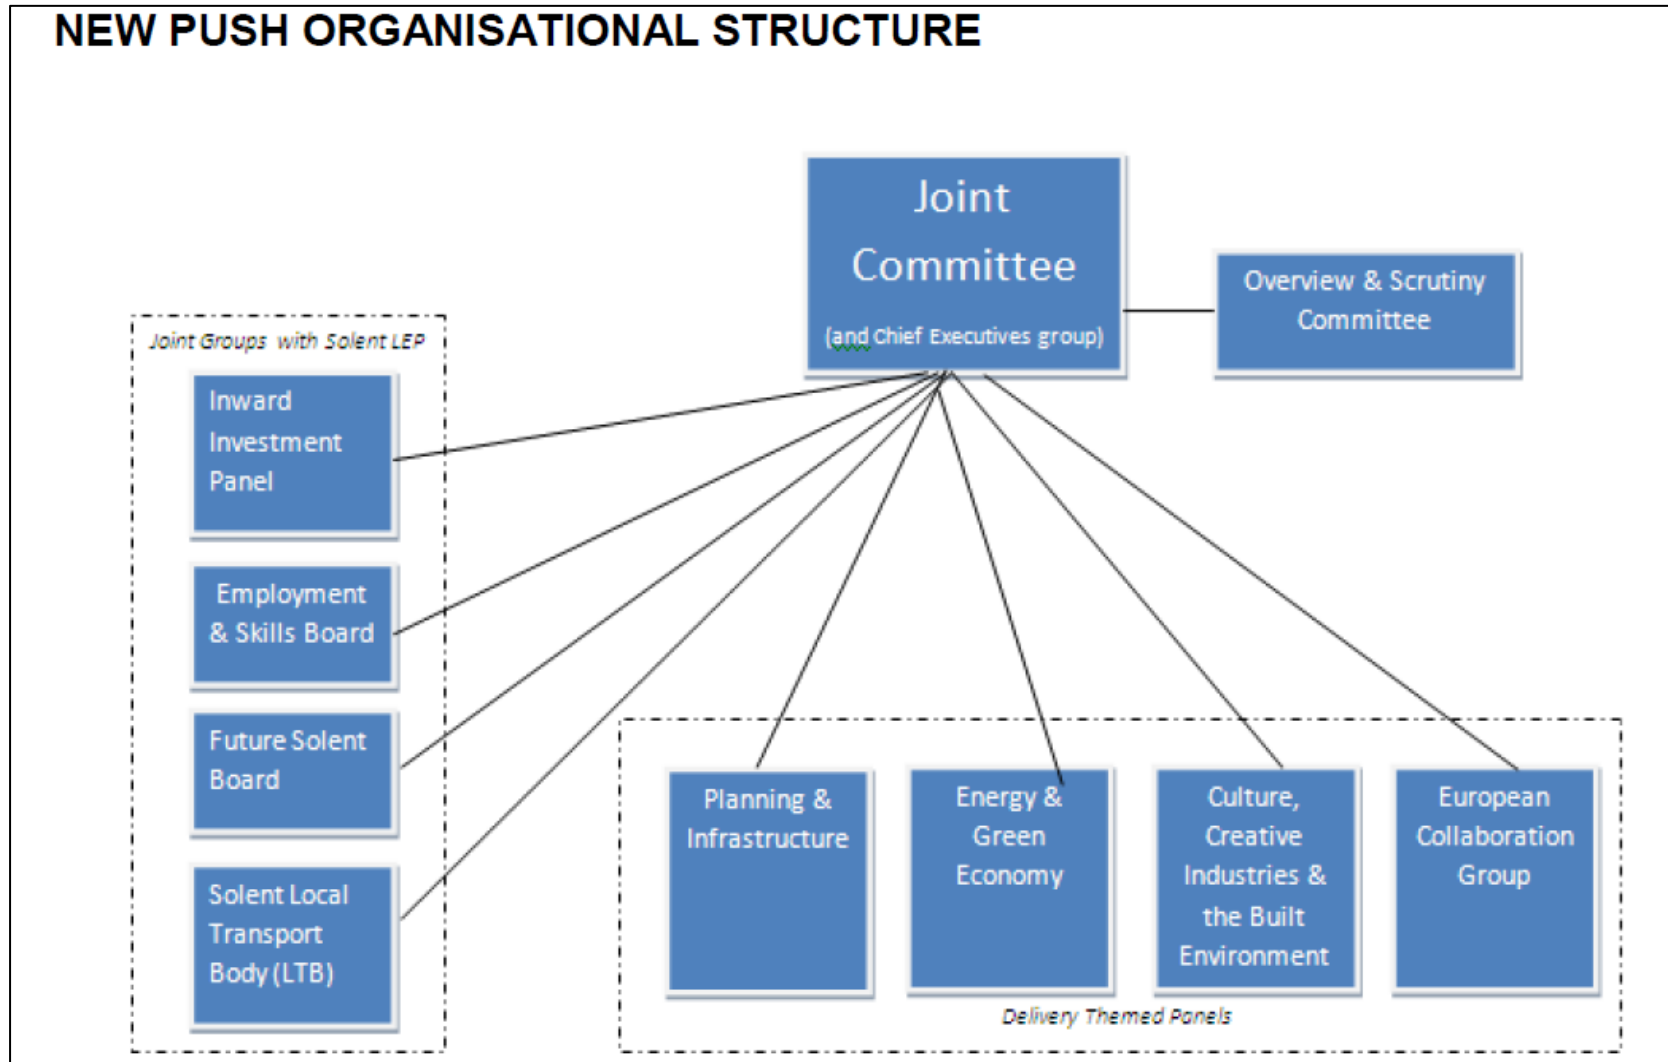 NEW PUSH ORGANISATIONAL STRUCTURE
Joint
Committee
(and Chief Executives group)
Overview & Scrutiny
Committee
Joint Groups with Solent LEP
Inward
Investment
Panel
Employment
& Skills Board
Future Solent
Board
Solent Local
Transport
Body (LTB)
Planning &
Infrastructure
Energy &
Green
Economy
Culture,
Creative
Industries &
the Built
Environment
European
Collaboration
Group
Delivery Themed Panels